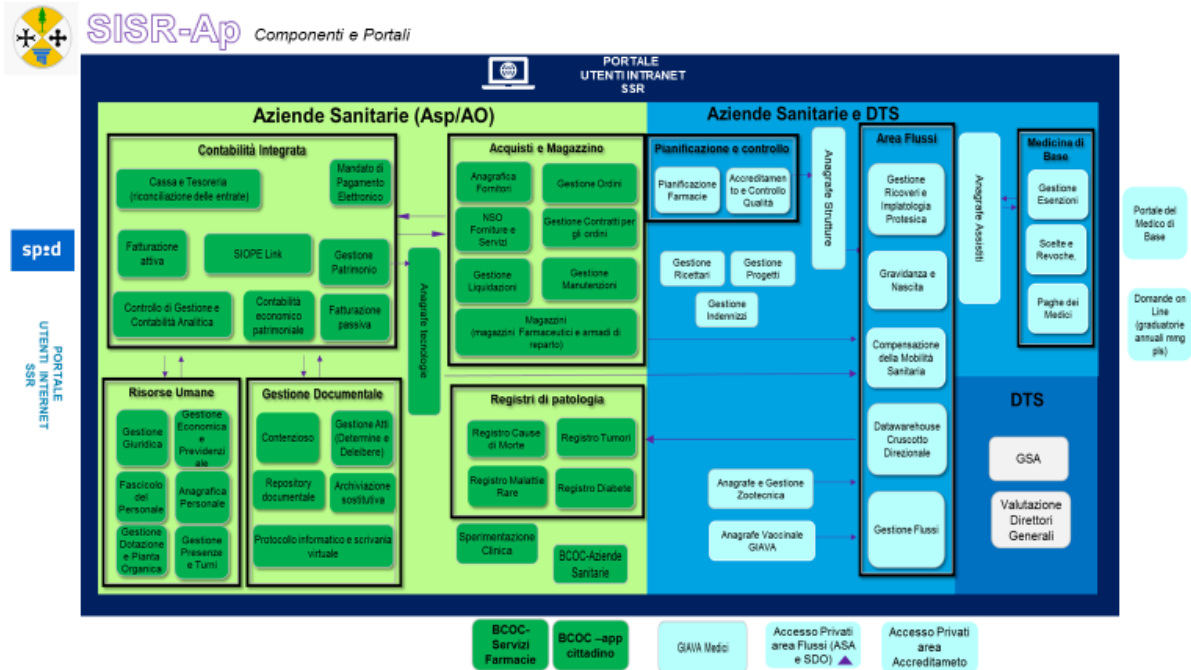 SISR-Ap Componenti e Portali
PORTALE
UTENTI INTRANET
SSR
Aziende Sanitarie (Asp/AO)
Aziende Sanitarie e DTS
Contabilità Integrata
Cassa e Tesoreria
(riconciliazione delle entrate)
Mandato di
Pagamento
Elettronico
Fatturazione
attiva
SIOPE Link
Gestione
Patrimonio
Controllo di Gestione e
Contabilità Analitica
Contabilità
economico
patrimoniale
Fatturazione
passiva
Anagrafe tecnologie
Acquisti e Magazzino
Anagrafica
Fornitori
Gestione Ordini
NSO
Forniture e
Servizi
Gestione Contratti per
gli ordini
Gestione
Liquidazioni
Gestione
Manutenzioni
Magazzini
(magazzini Farmaceutici e armadi di
reparto)
Pianificazione e controllo
Pianificazione
Farmacie
Accreditamen
to e Controllo
Qualità
Anagrafe Strutture
Gestione
Ricettari
Gestione
Progetti
Gestione
Indennizzi
Area Flussi
Gestione
Ricoveri e
Implatologia
Protesica
Gravidanza e
Nascita
Compensazione
della Mobilità
Sanitaria
Datawarehouse
Cruscotto
Direzionale
Gestione Flussi
Anagrafe Assistiti
Medicina di
Base
Gestione
Esenzioni
Scelte e
Revoche,
Paghe dei
Medici
Portale del
Medico di
Base
Domande on
Line
(graduatorie
annuali mmg
pls)
sp:d
PORTALE
UTENTI INTERNET
SSR
Risorse Umane
Gestione
Giuridica
Gestione
Economica
e
Previdenzi
ale
Fascicolo del
Personale
Anagrafica
Personale
Gestione
Dotazione
e Pianta
Organica
Gestione
Presenze
e Turni
Gestione Documentale
Contenzioso
Gestione Atti
(Determine e
Deleibere)
Repository
documentale
Archiviazione
sostitutiva
Protocollo informatico e scrivania
virtuale
Registri di patologia
Registro Cause
di Morte
Registro Tumori
Registro Malattie
Rare
Registro Diabete
Sperimentazione
Clinica
BCOC-Aziende
Sanitarie
Anagrafe e Gestione
Zootecnica
Anagrafe Vaccinale
GIAVA
DTS
GSA
Valutazione
Direttori
Generali
BCOC-
Servizi
Farmacie
BCOC –app
cittadino
GIAVA Medici
Accesso Privati
area Flussi (ASA
e SDO)
Accesso Privati
area
Accreditameto